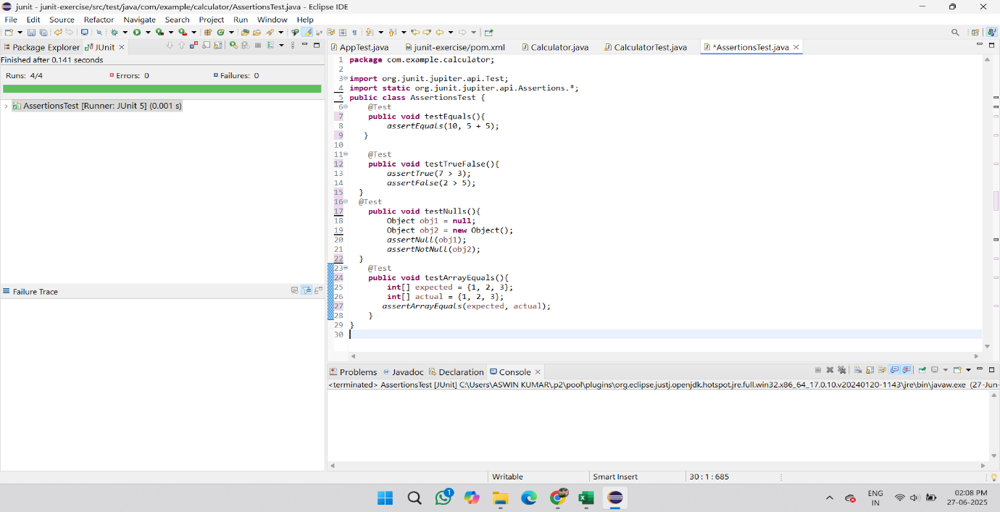 junit - junit-exercise/src/test/java/com/example/calculator/AssertionsTest.java - Eclipse IDE
File Edit Source Refactor Navigate Search Project Run Window Help
Package Explorer JUnit
Finished after 0.141 seconds
Runs: 4/4 Errors: 0 Failures: 0
AssertionsTest [Runner: JUnit 5] (0.001 s)
Failure Trace
AppTest.java junit-exercise/pom.xml Calculator.java CalculatorTest.java *AssertionsTest.java
1 package com.example.calculator;
2
3 import org.junit.jupiter.api.Test;
4 import static org.junit.jupiter.api.Assertions.*;
5 public class AssertionsTest {
6     @Test
7     public void testEquals(){
8         assertEquals(10, 5 + 5);
9    }
10
11     @Test
12     public void testTrueFalse(){
13         assertTrue(7 > 3);
14         assertFalse(2 > 5);
15   }
16   @Test
17     public void testNulls(){
18         Object obj1 = null;
19         Object obj2 = new Object();
20         assertNull(obj1);
21         assertNotNull(obj2);
22   }
23     @Test
24     public void testArrayEquals(){
25         int[] expected = {1, 2, 3};
26         int[] actual = {1, 2, 3};
27        assertArrayEquals(expected, actual);
28     }
29 }
30
Problems Javadoc Declaration Console
<terminated> AssertionsTest [JUnit] C:\Users\ASWIN KUMAR\.p2\pool\plugins\org.eclipse.justj.openjdk.hotspot.jre.full.win32.x86_64_17.0.10.v20240120-1143\jre\bin\javaw.exe (27-Jun-
Writable Smart Insert 30 : 1 : 685
1
ENG
IN
02:08 PM
27-06-2025